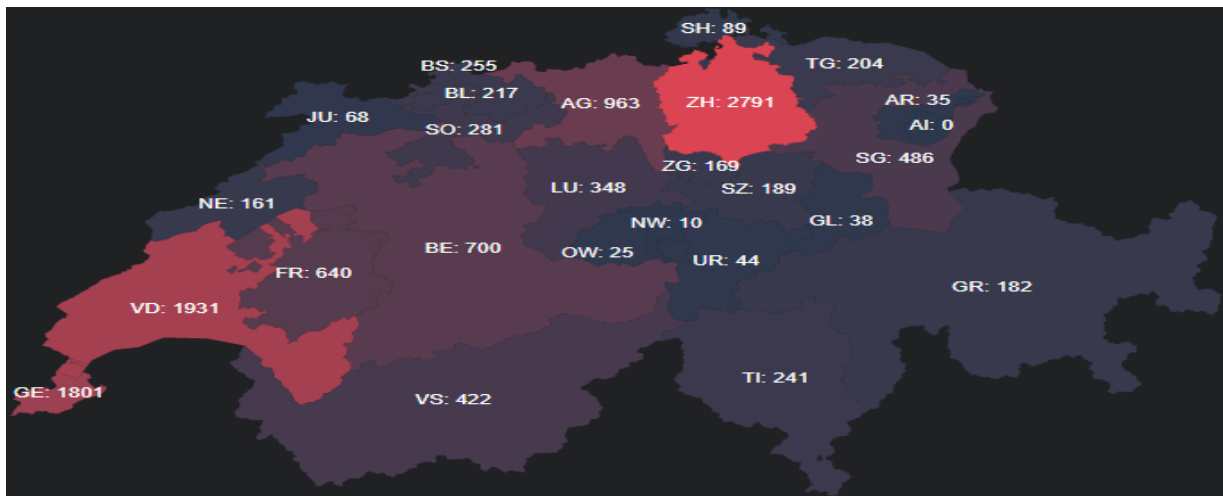 SH: 89
BS: 255
TG: 204
BL: 217
AG: 963
ZH: 2791
AR: 35
JU: 68
SO: 281
AI: 0
ZG: 169
SG: 486
LU: 348
SZ: 189
NE: 161
NW: 10
GL: 38
BE: 700
OW: 25
UR: 44
FR: 640
GR: 182
VD: 1931
TI: 241
GE: 1801
VS: 422